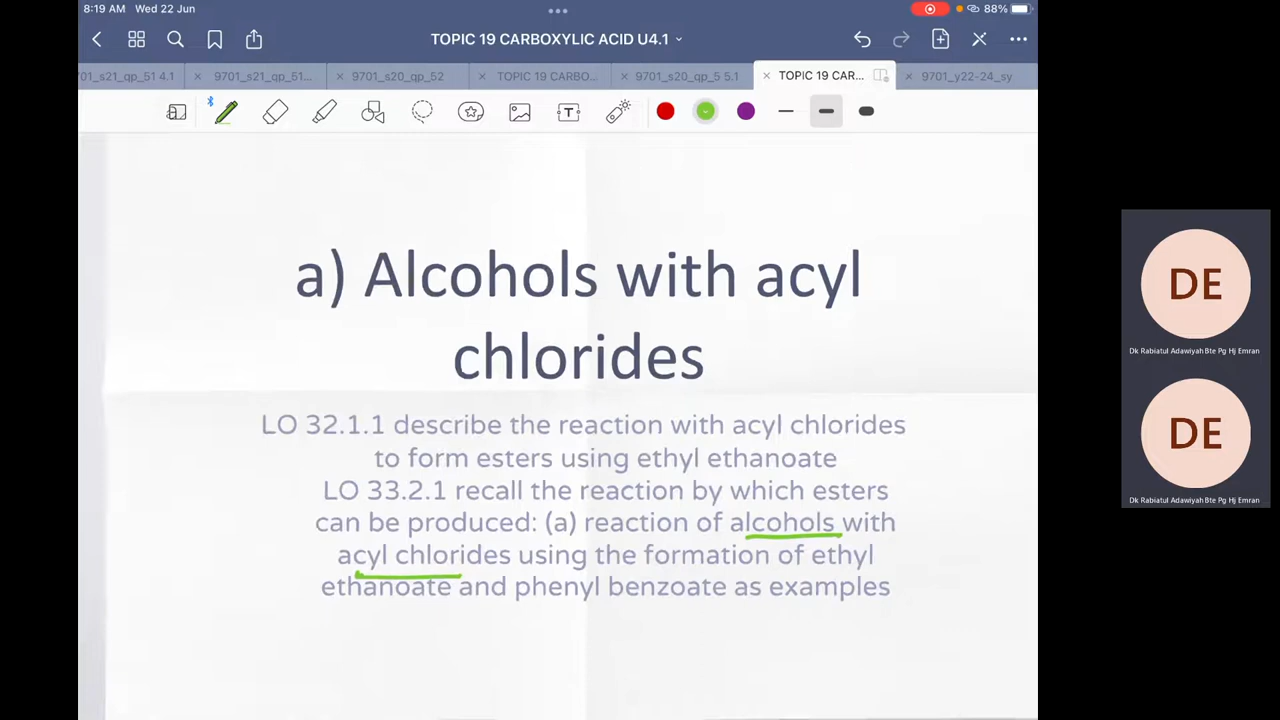 8:19 AM Wed 22 Jun
88%
TOPIC 19 CARBOXYLIC ACID U4.1
701_s21_qp_51 4.1
9701_s21_qp_51...
9701_s20_qp_52
TOPIC 19 CARBO...
9701_s20_qp_5 5.1
TOPIC 19 CAR...
9701_y22-24_sy
a) Alcohols with acyl
chlorides
LO 32.1.1 describe the reaction with acyl chlorides
to form esters using ethyl ethanoate
LO 33.2.1 recall the reaction by which esters
can be produced: (a) reaction of alcohols with
acyl chlorides using the formation of ethyl
ethanoate and phenyl benzoate as examples
DE
Dk Rabiatul Adawiyah Bte Pg Hj Emran
DE
Dk Rabiatul Adawiyah Bte Pg Hj Emran